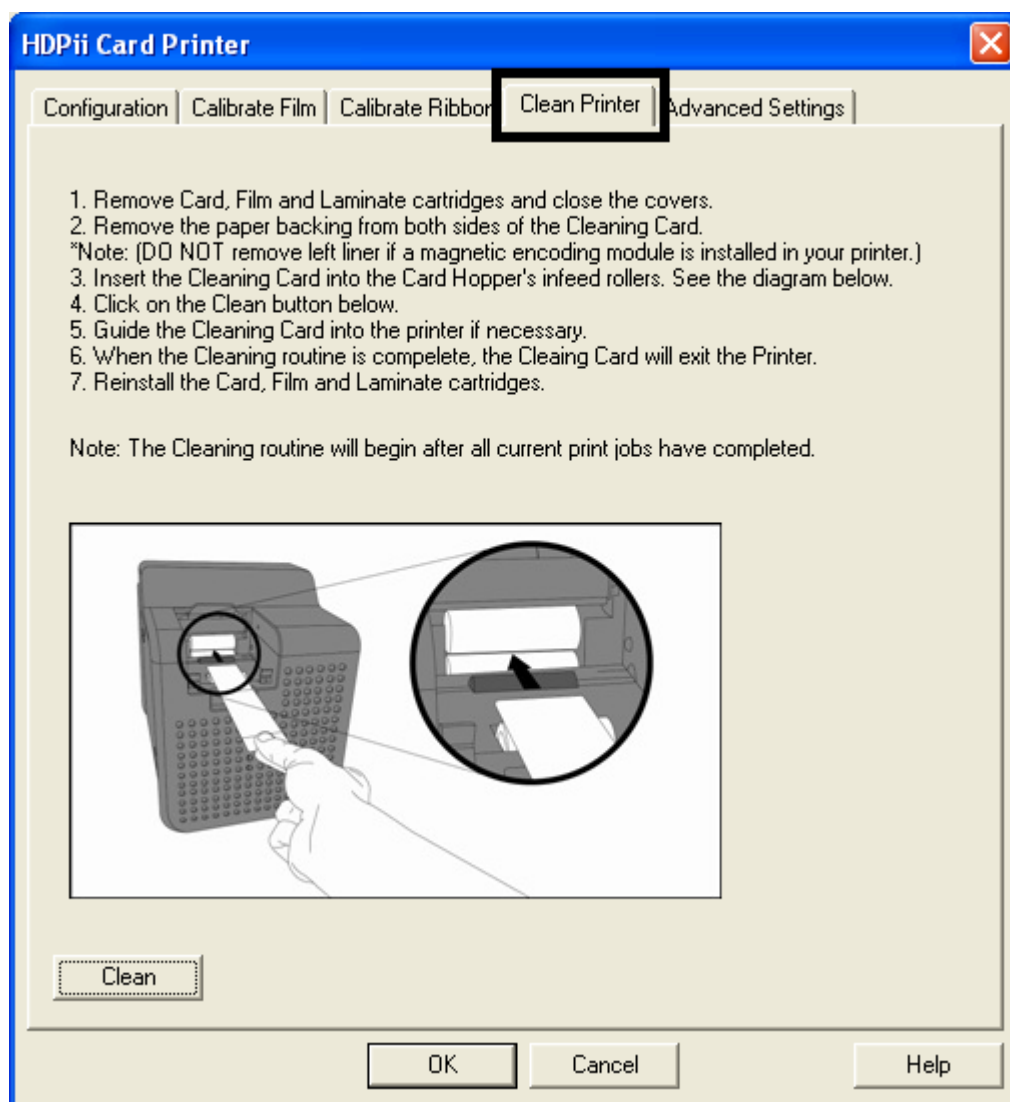 HDPii Card Printer
Configuration
Calibrate Film
Calibrate Ribbon
Clean Printer
Advanced Settings
1. Remove Card, Film and Laminate cartridges and close the covers.
2. Remove the paper backing from both sides of the Cleaning Card.
*Note: (DO NOT remove left liner if a magnetic encoding module is installed in your printer.)
3. Insert the Cleaning Card into the Card Hopper's infeed rollers. See the diagram below.
4. Click on the Clean button below.
5. Guide the Cleaning Card into the printer if necessary.
6. When the Cleaning routine is compelete, the Cleaing Card will exit the Printer.
7. Reinstall the Card, Film and Laminate cartridges.
Note: The Cleaning routine will begin after all current print jobs have completed.
Clean
OK
Cancel
Help